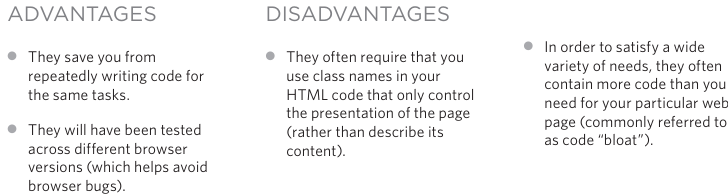 ADVANTAGES
They save you from
repeatedly writing code for
the same tasks.
They will have been tested
across different browser
versions (which helps avoid
browser bugs).
DISADVANTAGES
They often require that you
use class names in your
HTML code that only control
the presentation of the page
(rather than describe its
content).
In order to satisfy a wide
variety of needs, they often
contain more code than you
need for your particular web
page (commonly referred to
as code “bloat”).